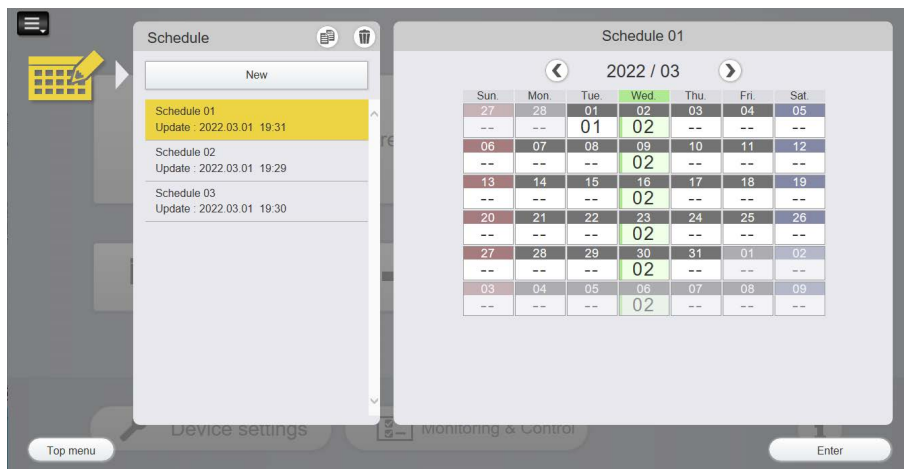 Schedule
New
Schedule 01
Update : 2022.03.01 19:31
Schedule 02
Update : 2022.03.01 19:29
Schedule 03
Update : 2022.03.01 19:30
Schedule 01
2022 / 03
Sun. Mon. Tue. Wed. Thu. Fri. Sat.
27 28 01 02 03 04 05
-- -- 01 02 -- -- --
06 07 08 09 10 11 12
-- -- -- 02 -- -- --
13 14 15 16 17 18 19
-- -- -- 02 -- -- --
20 21 22 23 24 25 26
-- -- -- 02 -- -- --
27 28 29 30 31 01 02
-- -- -- 02 -- -- --
03 04 05 06 07 08 09
-- -- -- 02 -- -- --
Device settings
Monitoring & Control
Top menu
Enter